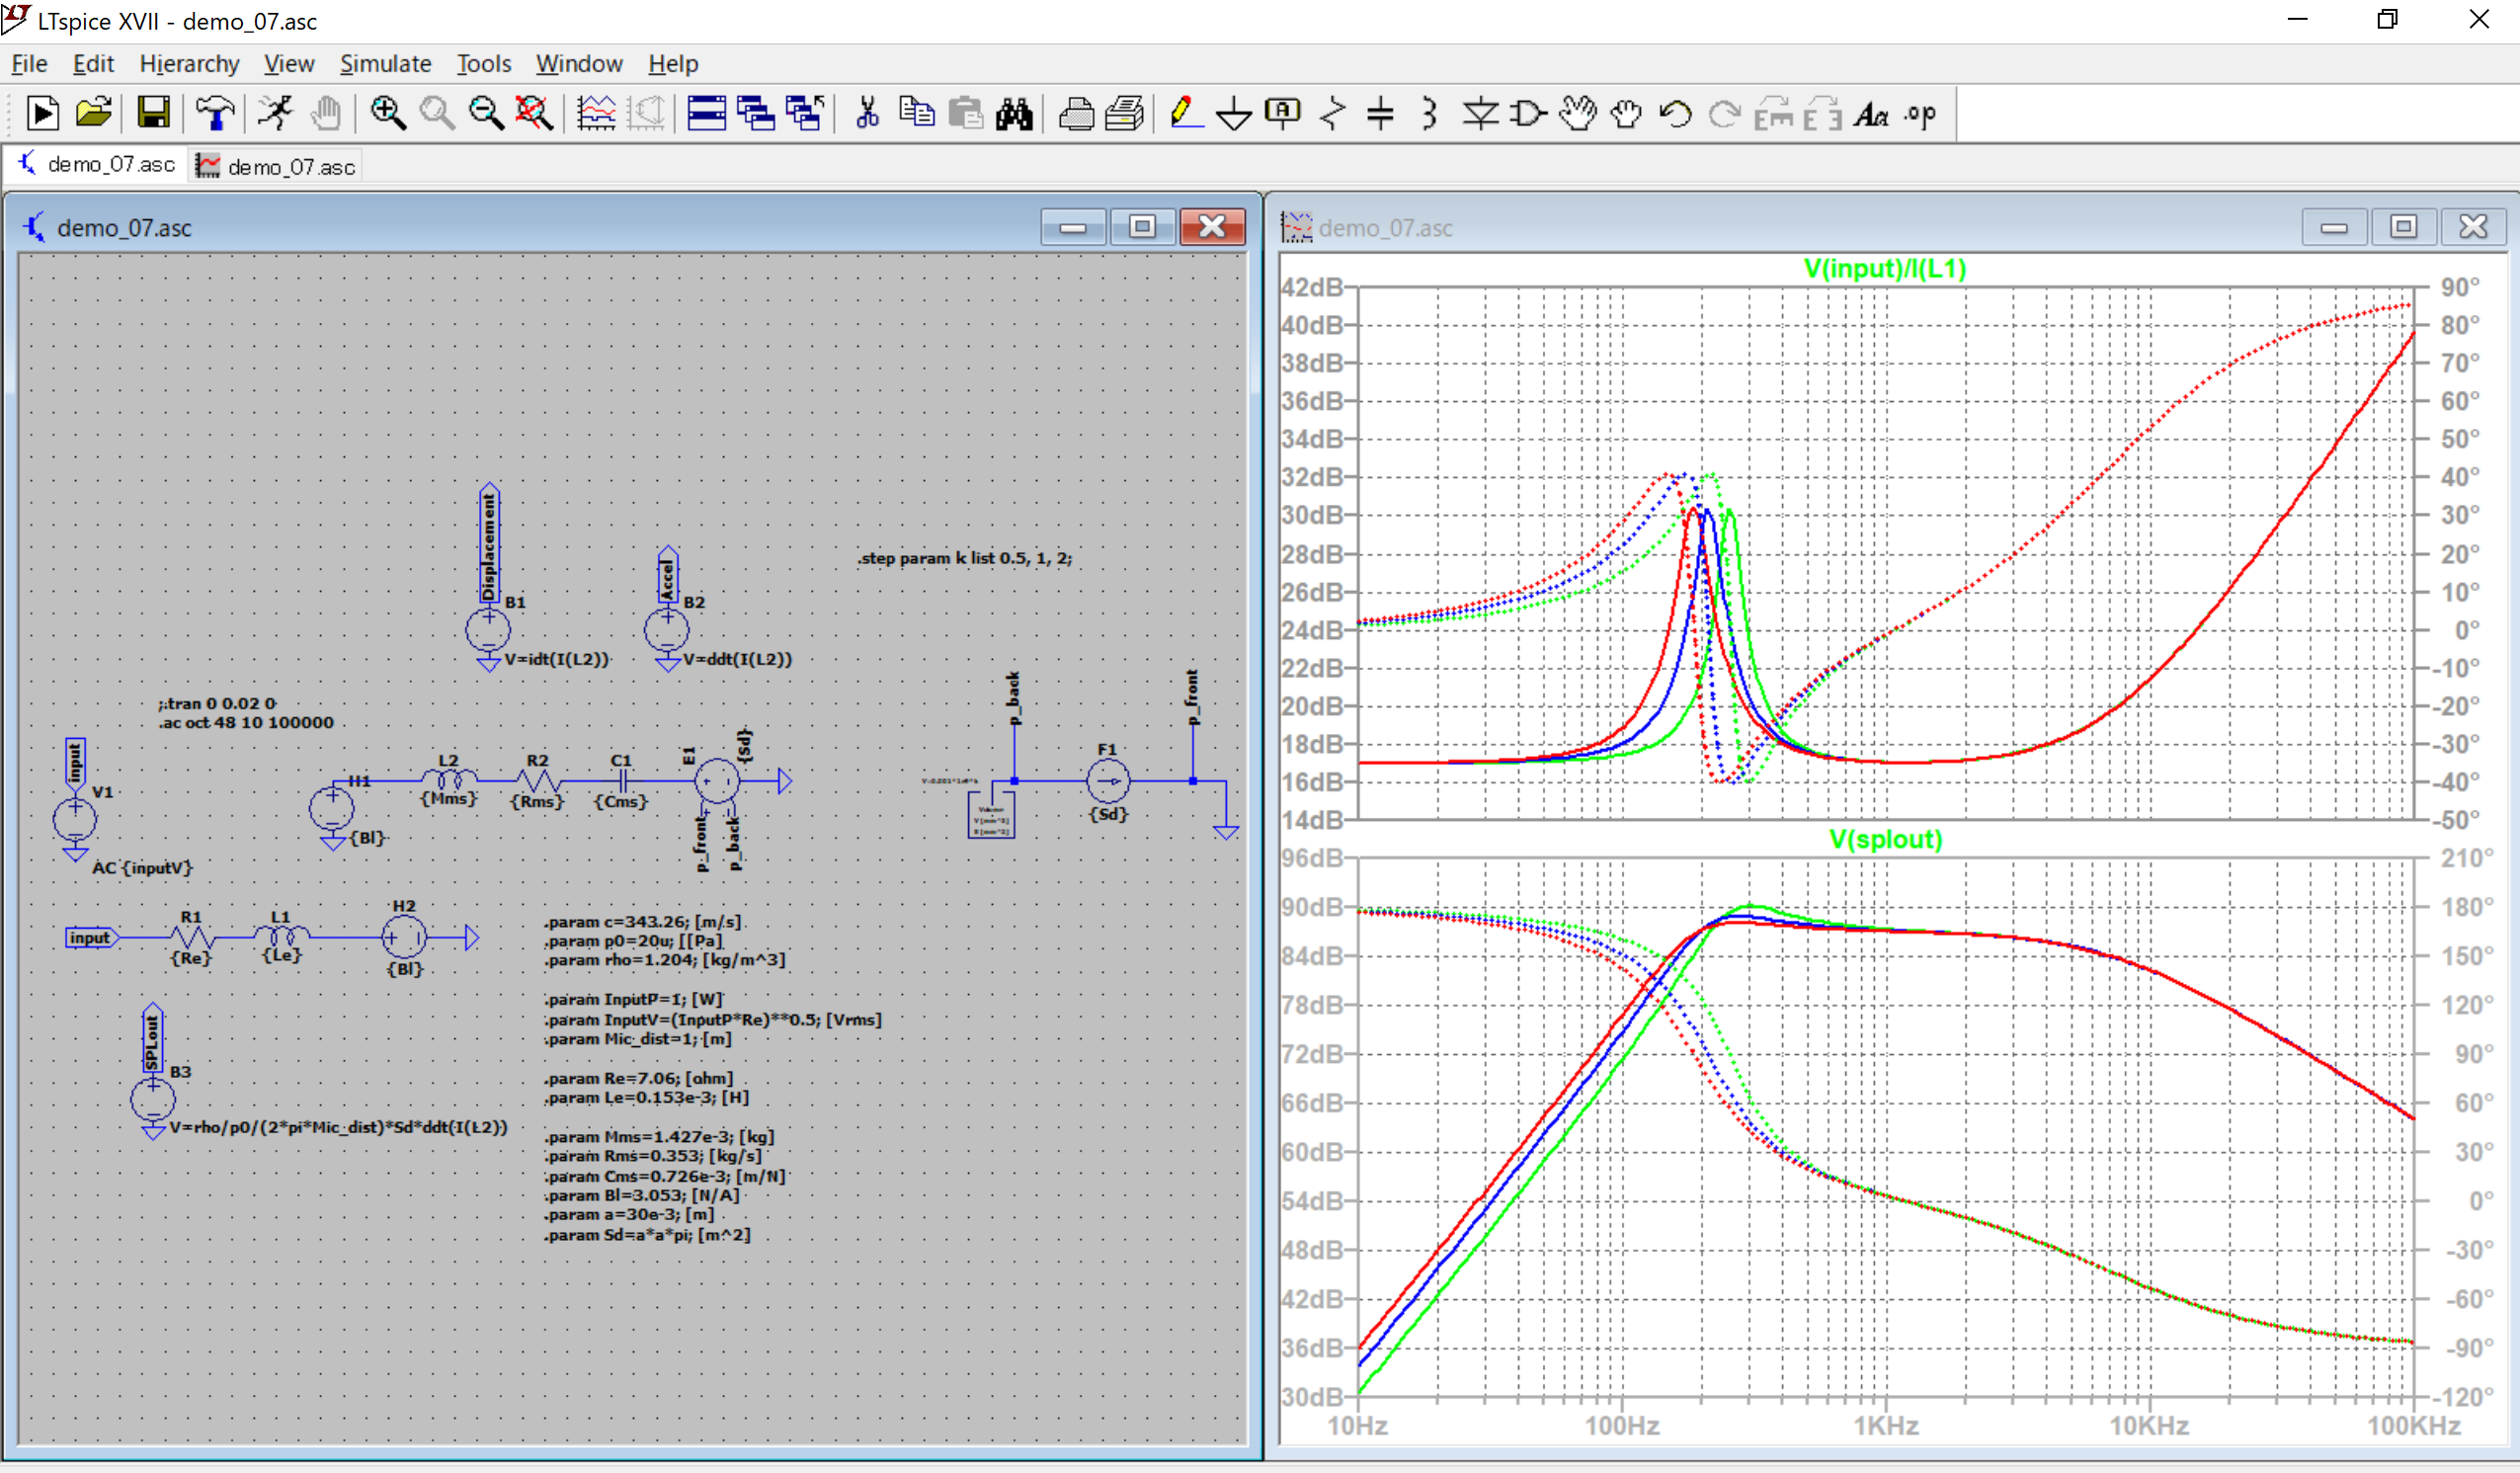 LTspice XVII - demo_07.asc
File Edit Hierarchy View Simulate Tools Window Help
A
Aa .op
demo_07.asc demo_07.asc
demo_07.asc
Displacement
B1
V=idt(I(L2))
Accel
B2
V=ddt(I(L2))
.step param k list 0.5, 1, 2;
;.tran 0 0.02 0
.ac oct 48 10 100000
input
V1
AC {inputV}
H1
{Bl}
L2
{Mms}
R2
{Rms}
C1
{Cms}
E1
{Sd}
p_front
p_back
p_back
F1
{Sd}
p_front
input
R1
{Re}
L1
{Le}
H2
{Bl}
SPLout
B3
V=rho/p0/(2*pi*Mic_dist)*Sd*ddt(I(L2))
.param c=343.26; [m/s]
.param p0=20u; [[Pa]
.param rho=1.204; [kg/m^3]
.param InputP=1; [W]
.param InputV=(InputP*Re)**0.5; [Vrms]
.param Mic_dist=1; [m]
.param Re=7.06; [ohm]
.param Le=0.153e-3; [H]
.param Mms=1.427e-3; [kg]
.param Rms=0.353; [kg/s]
.param Cms=0.726e-3; [m/N]
.param Bl=3.053; [N/A]
.param a=30e-3; [m]
.param Sd=a*a*pi; [m^2]
demo_07.asc
V(input)/I(L1)
42dB 90°
40dB 80°
38dB 70°
36dB 60°
34dB 50°
32dB 40°
30dB 30°
28dB 20°
26dB 10°
24dB 0°
22dB -10°
20dB -20°
18dB -30°
16dB -40°
14dB -50°
V(splout)
96dB 210°
90dB 180°
84dB 150°
78dB 120°
72dB 90°
66dB 60°
60dB 30°
54dB 0°
48dB -30°
42dB -60°
36dB -90°
30dB -120°
10Hz 100Hz 1KHz 10KHz 100KHz